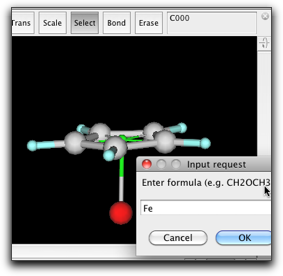 Trans Scale Select Bond Erase C000
Input request
Enter formula (e.g. CH2OCH3
Fe
Cancel OK